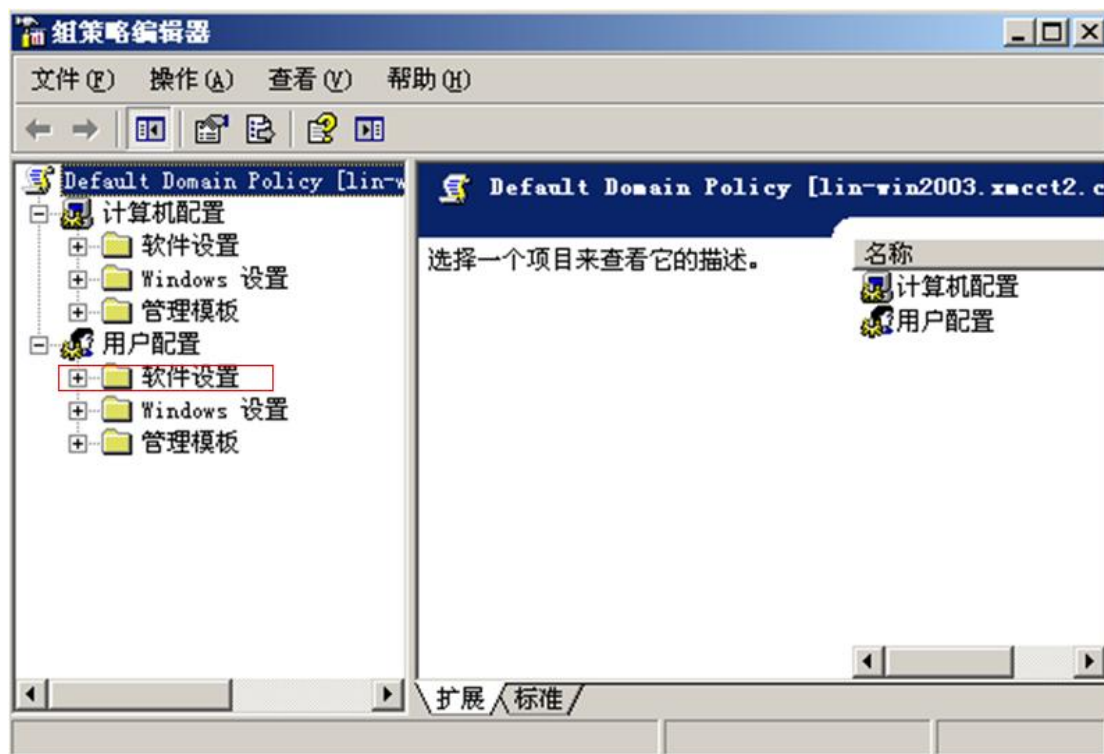 组策略编辑器
文件(F) 操作(A) 查看(V) 帮助(H)
Default Domain Policy [lin-w
计算机配置
软件设置
Windows 设置
管理模板
用户配置
软件设置
Windows 设置
管理模板
Default Domain Policy [lin-win2003.xmcct2.c
选择一个项目来查看它的描述。
名称
计算机配置
用户配置
扩展 标准